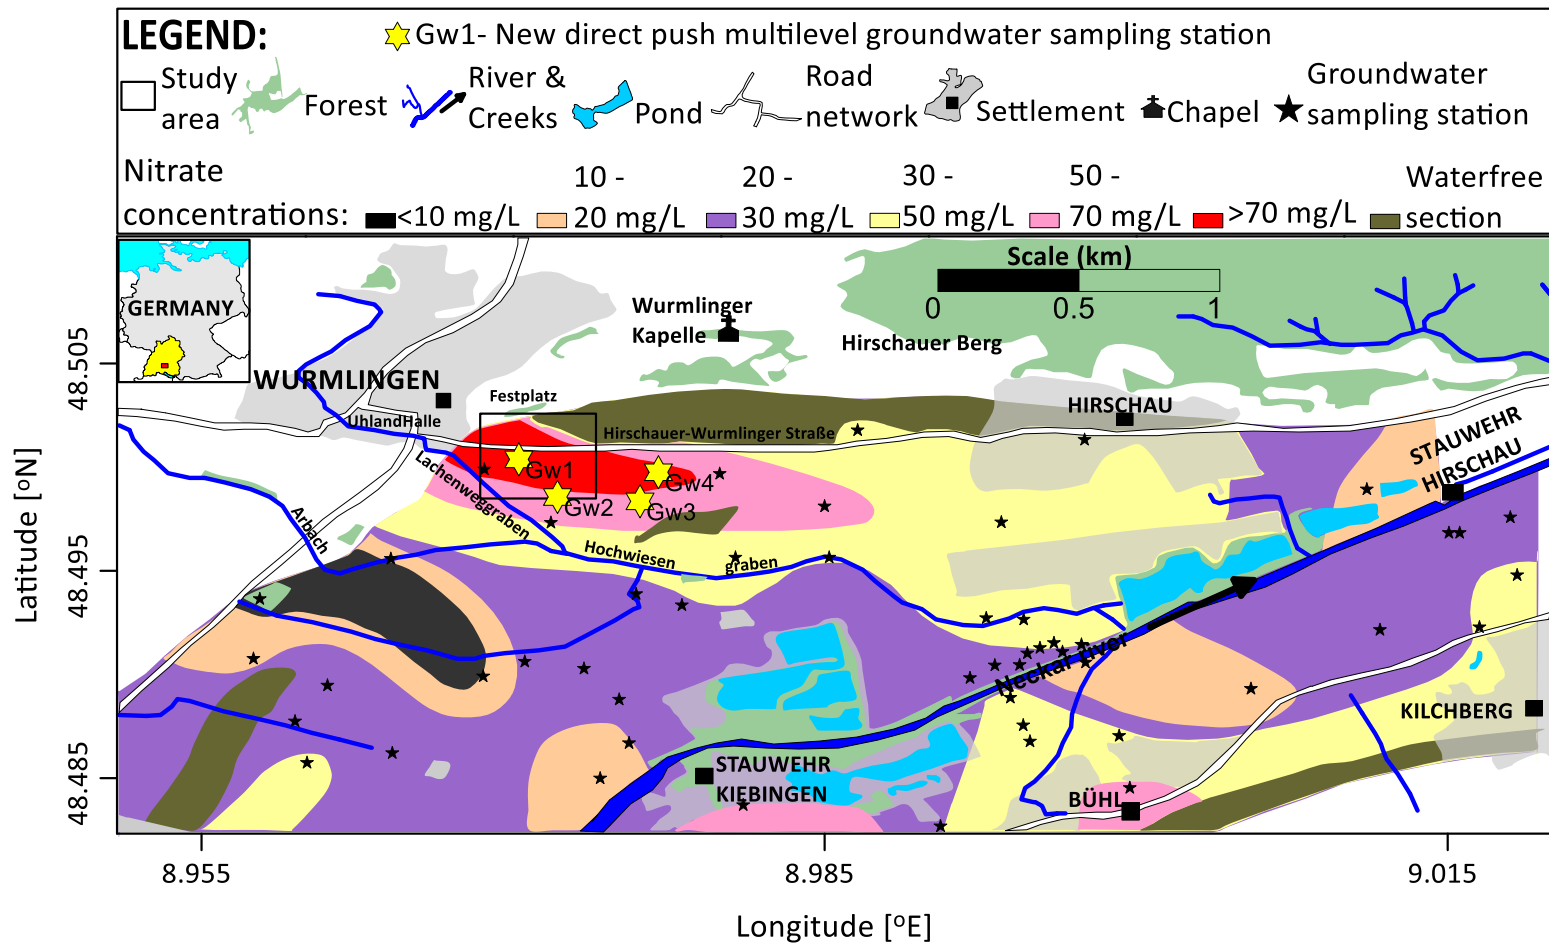 LEGEND:
Gw1- New direct push multilevel groundwater sampling station
Study
area
Forest
River &
Creeks
Pond
Road
network
Settlement
Chapel
Groundwater
sampling station
Nitrate
concentrations:
<10 mg/L
10 -
20 mg/L
20 -
30 mg/L
30 -
50 mg/L
50 -
70 mg/L
>70 mg/L
Waterfree
section
GERMANY
Scale (km)
0
0.5
1
Wurmlinger
Kapelle
Hirschauer Berg
WURMLINGEN
Festplatz
UhlandHalle
HIRSCHAU
Hirschauer-Wurmlinger Straße
STAUWEHR
HIRSCHAU
Gw1
Gw2
Gw3
Gw4
Lachenweggraben
Arbach
Hochwiesen
graben
Neckar river
KILCHBERG
STAUWEHR
KIEBINGEN
BÜHL
48.505
48.495
48.485
Latitude [oN]
8.955
8.985
9.015
Longitude [oE]